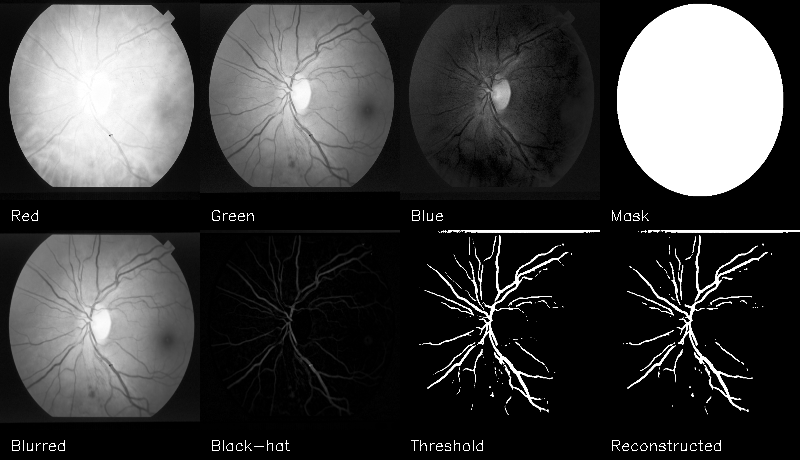 Red
Green
Blue
Mask
Blurred
Black-hat
Threshold
Reconstructed